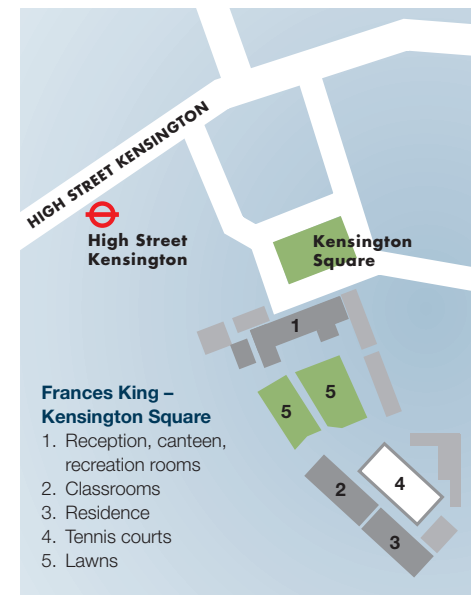 HIGH STREET KENSINGTON
High Street
Kensington
Kensington
Square
1
5
5
4
2
3
Frances King –
Kensington Square
1. Reception, canteen,
recreation rooms
2. Classrooms
3. Residence
4. Tennis courts
5. Lawns